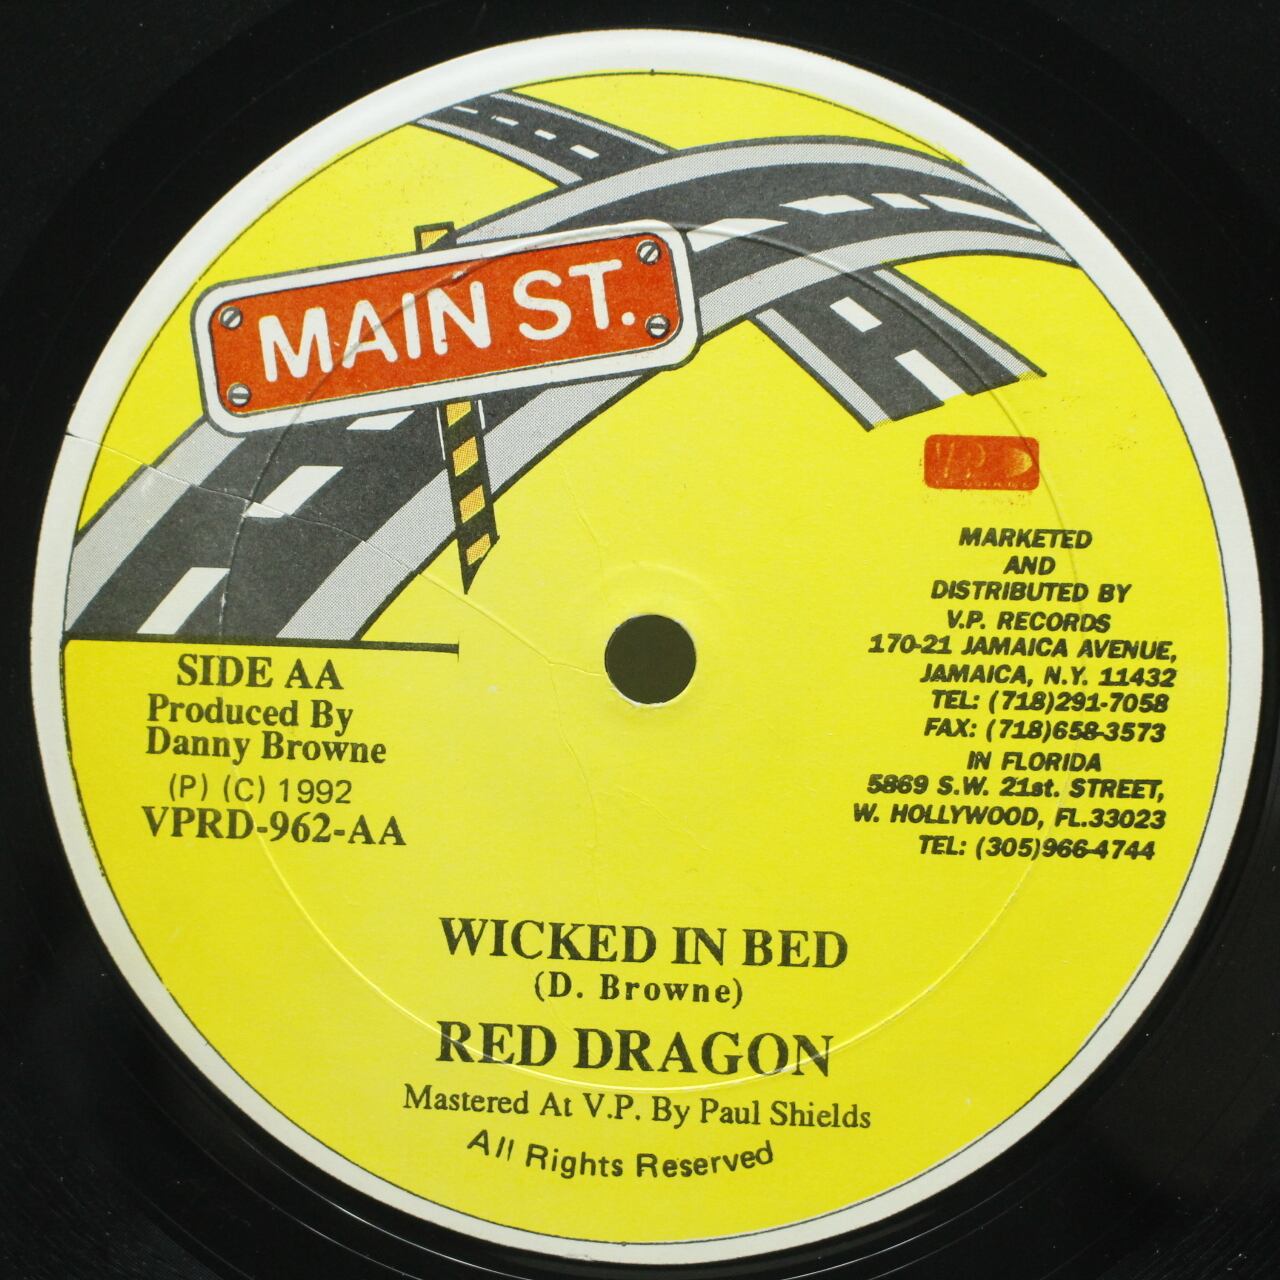 MAIN ST.
VP
MARKETED
AND
DISTRIBUTED BY
V.P. RECORDS
170-21 JAMAICA AVENUE,
JAMAICA, N.Y. 11432
TEL: (718)291-7058
FAX: (718)658-3573
IN FLORIDA
5869 S.W. 21st. STREET,
W. HOLLYWOOD, FL.33023
TEL: (305)966-4744
SIDE AA
Produced By
Danny Browne
(P) (C) 1992
VPRD-962-AA
WICKED IN BED
(D. Browne)
RED DRAGON
Mastered At V.P. By Paul Shields
All Rights Reserved